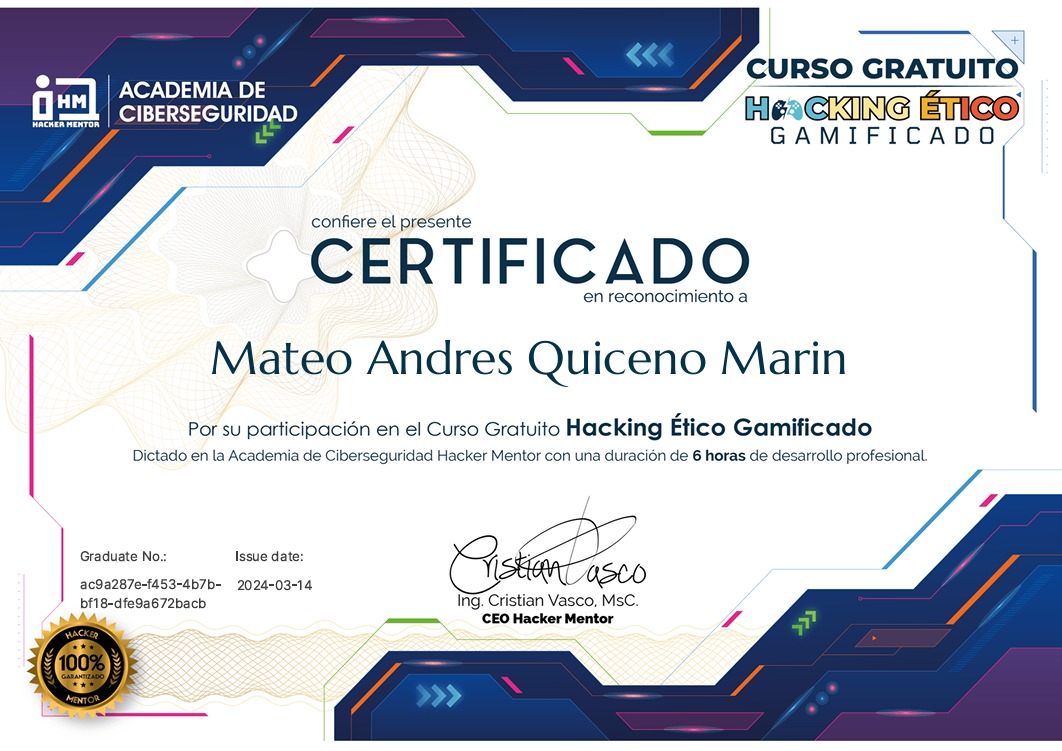 HM
HACKER MENTOR
ACADEMIA DE
CIBERSEGURIDAD
CURSO GRATUITO
HACKING ÉTICO
GAMIFICADO
confiere el presente
CERTIFICADO
en reconocimiento a
Mateo Andres Quiceno Marin
Por su participación en el Curso Gratuito Hacking Ético Gamificado
Dictado en la Academia de Ciberseguridad Hacker Mentor con una duración de 6 horas de desarrollo profesional.
Graduate No.:
ac9a287e-f453-4b7b-
bf18-dfe9a672bacb
Issue date:
2024-03-14
Cristian Vasco
Ing. Cristian Vasco, MsC.
CEO Hacker Mentor
HACKER
100%
GARANTIZADO
MENTOR